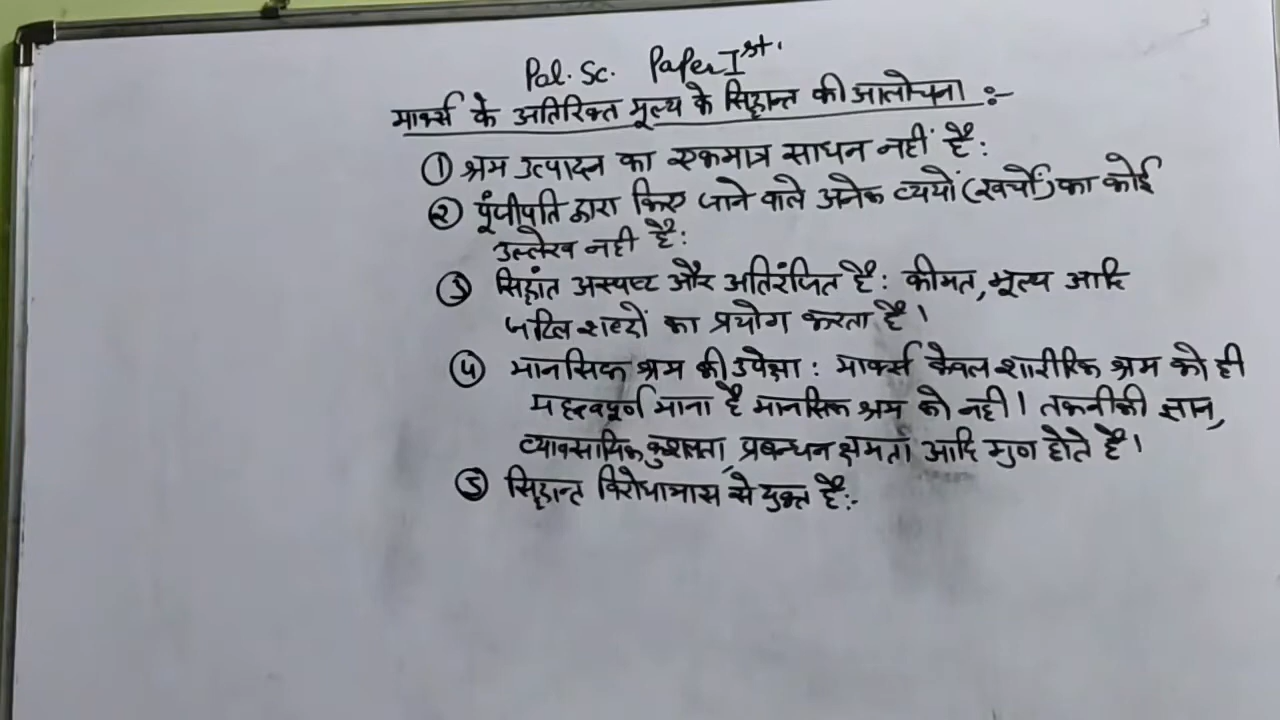 Pol. Sc. Paper Ist.
मार्क्स के अतिरिक्त मूल्य के सिद्धान्त की आलोचना :-
① श्रम उत्पादन का एकमात्र साधन नहीं है:
② पूंजीपति द्वारा किए जाने वाले अनेक व्ययों (खर्चों) का कोई
उल्लेख नही है:
③ सिद्धांत अस्पष्ट और अतिरंजित है: कीमत, मूल्य आदि
जटिल शब्दों का प्रयोग करता है।
④ मानसिक श्रम की उपेक्षा : मार्क्स केवल शारीरिक श्रम को ही
महत्वपूर्ण माना है मानसिक श्रम को नही। तकनीकी ज्ञान,
व्यावसायिक कुशलता, प्रबन्धन क्षमता आदि गुण होते है।
⑤ सिद्धान्त विरोधाभास से युक्त है:-